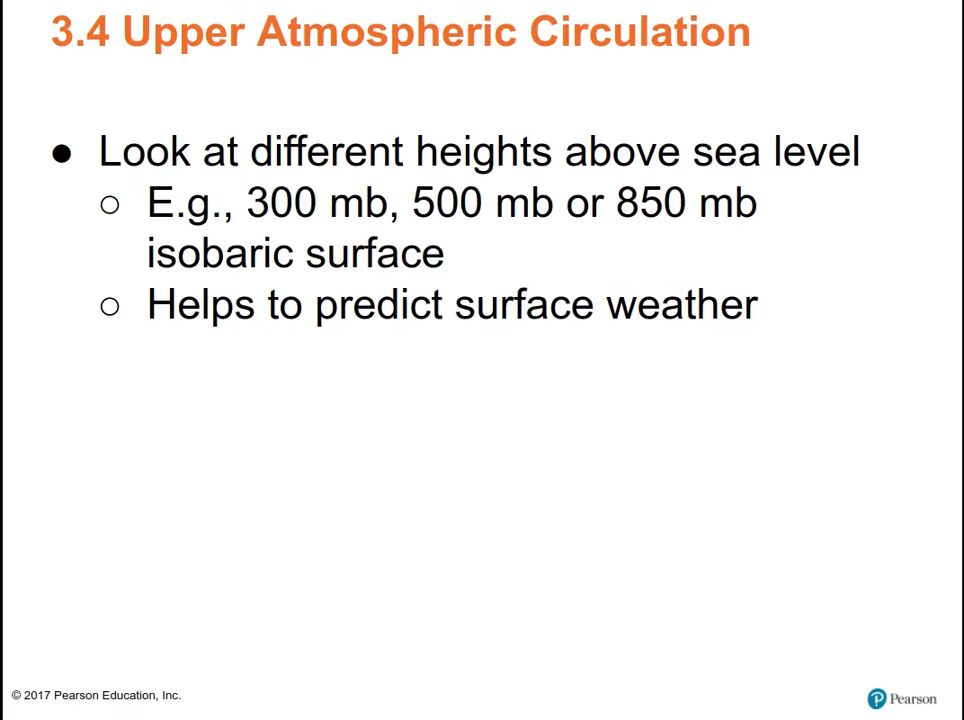 3.4 Upper Atmospheric Circulation
● Look at different heights above sea level
○ E.g., 300 mb, 500 mb or 850 mb
isobaric surface
○ Helps to predict surface weather
© 2017 Pearson Education, Inc.
P Pearson